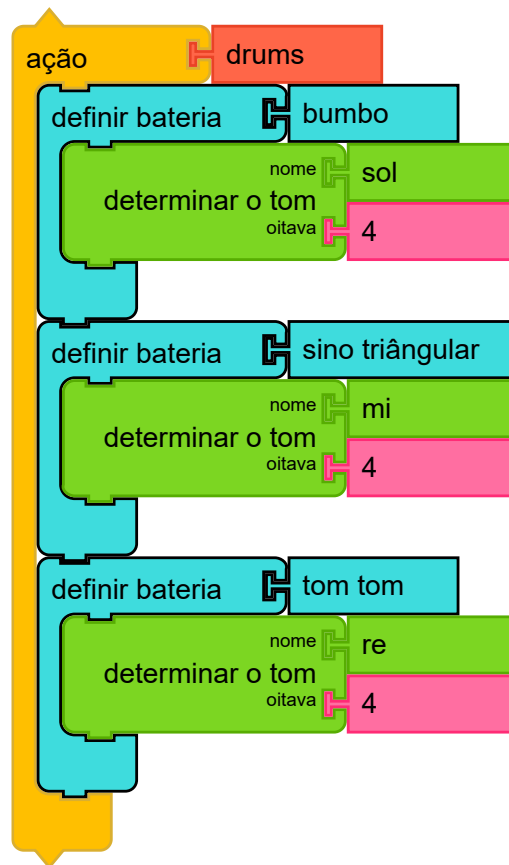 ação drums
definir bateria bumbo
nome sol
determinar o tom
oitava 4
definir bateria sino triângular
nome mi
determinar o tom
oitava 4
definir bateria tom tom
nome re
determinar o tom
oitava 4